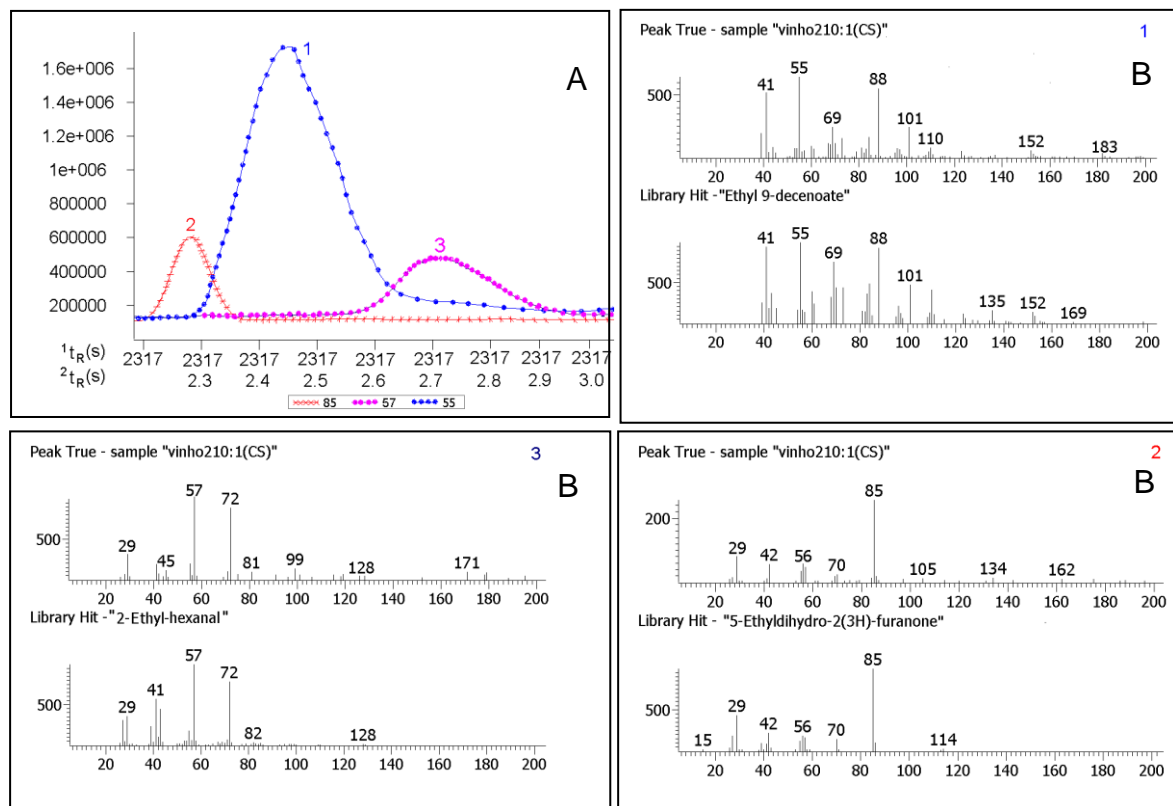 A
1
2
3
1.6e+006
1.4e+006
1.2e+006
1e+006
800000
600000
400000
200000
¹tR(s) 2317 2317 2317 2317 2317 2317 2317 2317 2317
²tR(s) 2.3 2.4 2.5 2.6 2.7 2.8 2.9 3.0
85 57 55
Peak True - sample "vinho210:1(CS)" 1
B
500
41 55 69 88 101 110 152 183
20 40 60 80 100 120 140 160 180 200
Library Hit -"Ethyl 9-decenoate"
500
41 55 69 88 101 135 152 169
20 40 60 80 100 120 140 160 180 200
Peak True - sample "vinho210:1(CS)" 3
B
500
29 45 57 72 81 99 128 171
20 40 60 80 100 120 140 160 180 200
Library Hit -"2-Ethyl-hexanal"
500
29 41 57 72 82 128
20 40 60 80 100 120 140 160 180 200
Peak True - sample "vinho210:1(CS)" 2
B
200
29 42 56 70 85 105 134 162
20 40 60 80 100 120 140 160 180 200
Library Hit - "5-Ethyldihydro-2(3H)-furanone"
500
15 29 42 56 70 85 114
20 40 60 80 100 120 140 160 180 200